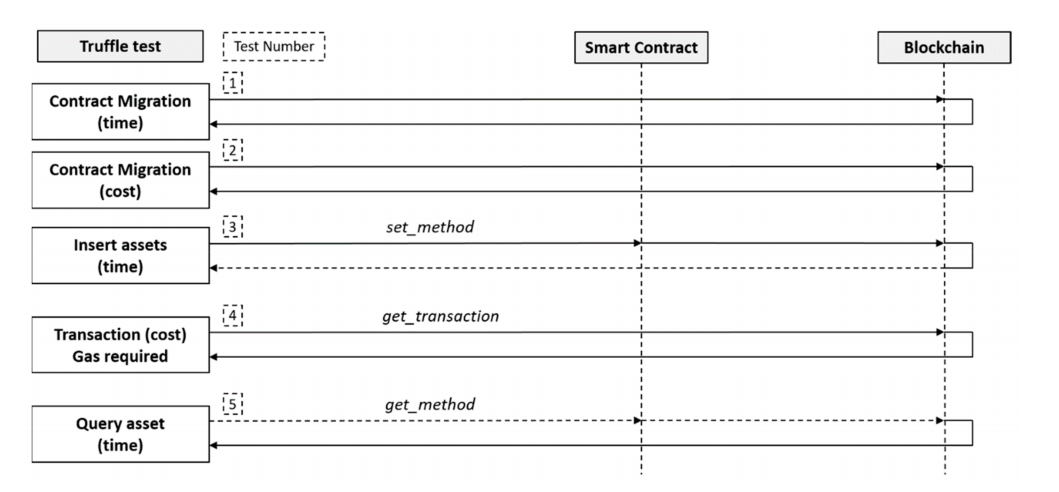 Truffle test
Test Number
Smart Contract
Blockchain
1
Contract Migration
(time)
2
Contract Migration
(cost)
3
set_method
Insert assets
(time)
4
get_transaction
Transaction (cost)
Gas required
5
get_method
Query asset
(time)